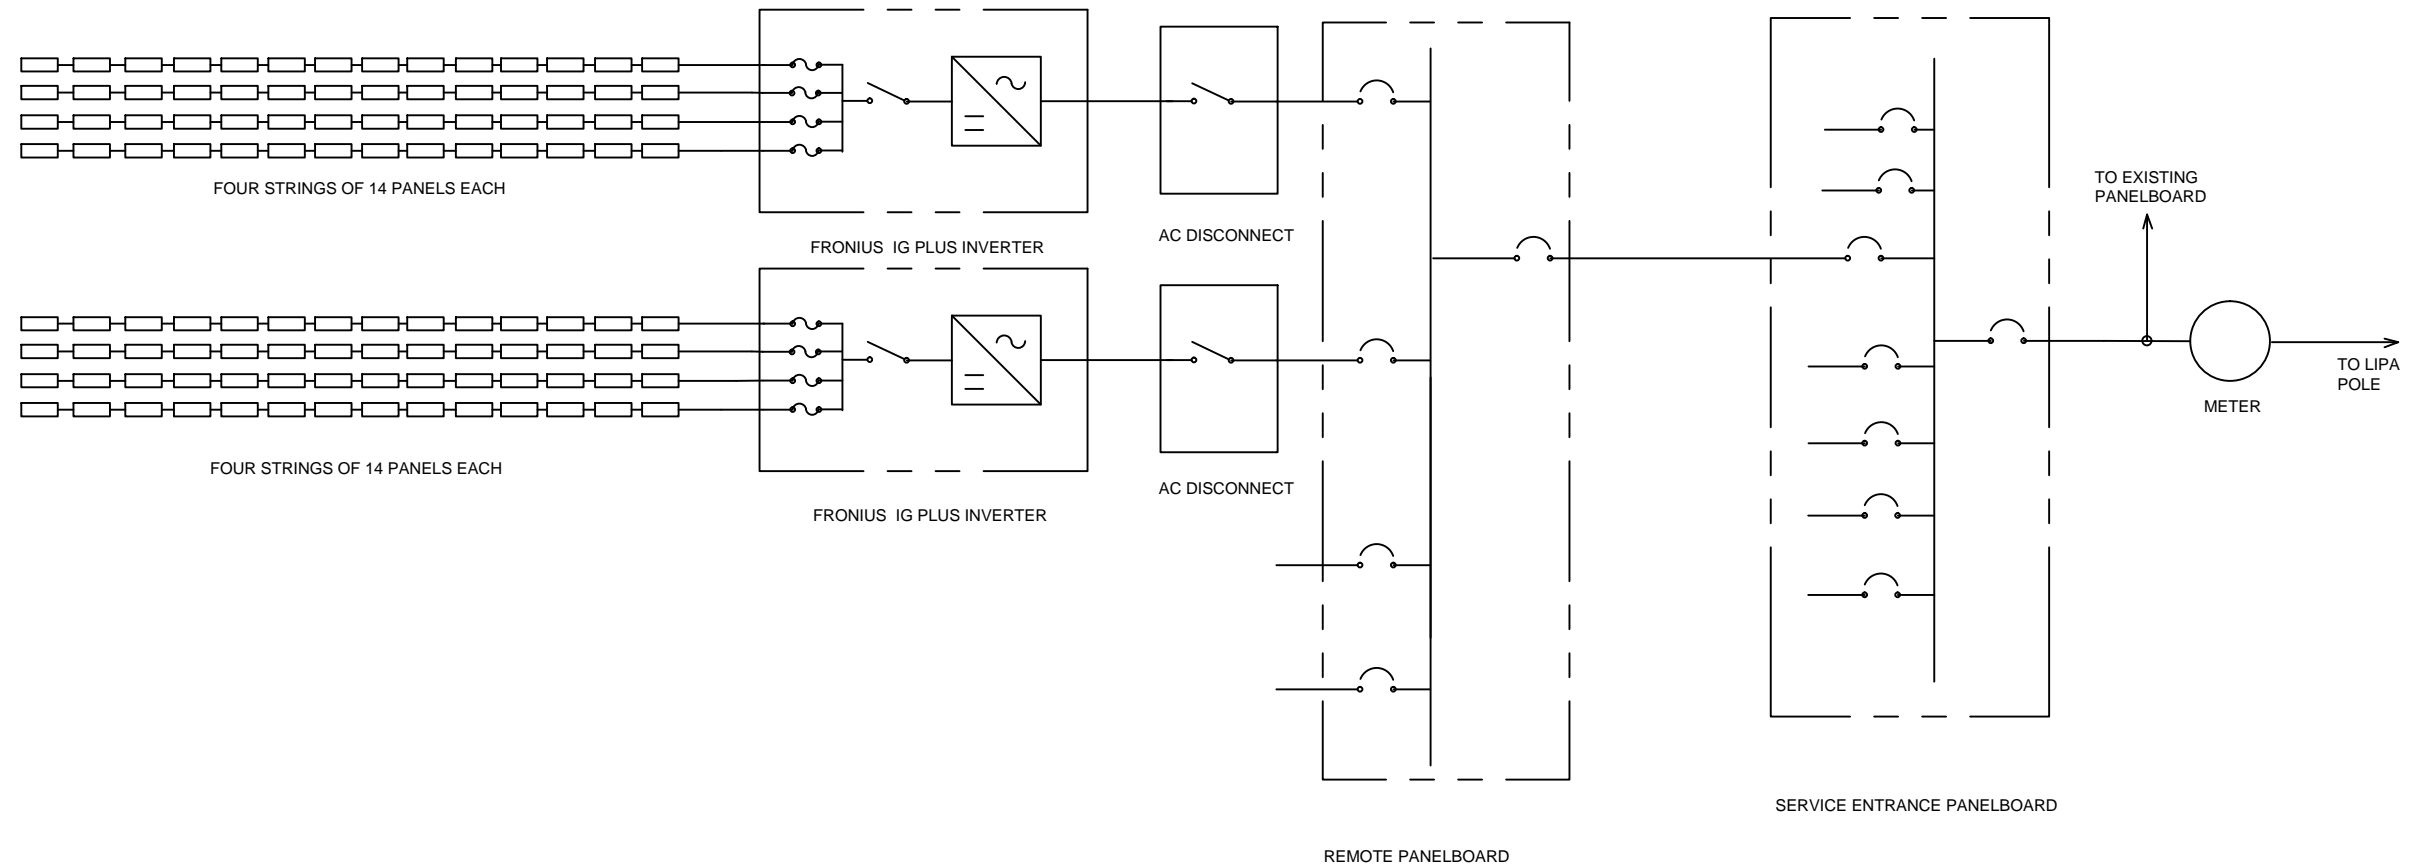 FOUR STRINGS OF 14 PANELS EACH
FRONIUS IG PLUS INVERTER
AC DISCONNECT
TO EXISTING
PANELBOARD
TO LIPA
POLE
METER
FOUR STRINGS OF 14 PANELS EACH
FRONIUS IG PLUS INVERTER
AC DISCONNECT
SERVICE ENTRANCE PANELBOARD
REMOTE PANELBOARD